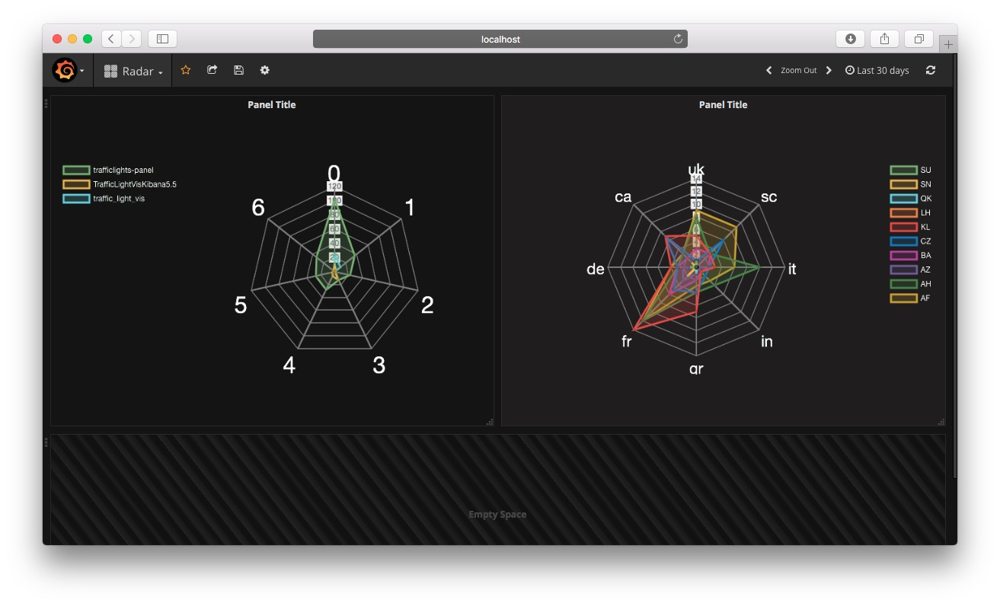 localhost
Radar
Zoom Out
Last 30 days
Panel Title
trafficlights-panel
TrafficLightVisKibana5.5
traffic_light_vis
0
1
2
3
4
5
6
120
100
80
60
40
20
Panel Title
uk
sc
it
in
gr
fr
de
ca
14
12
10
SU
SN
QK
LH
KL
CZ
BA
AZ
AH
AF
Empty Space